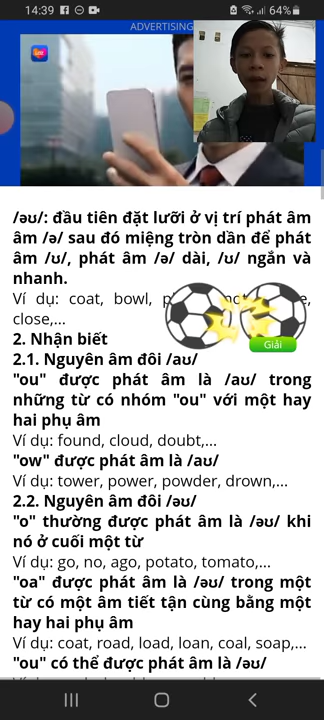 14:39
64%
ADVERTISING
/əʊ/: đầu tiên đặt lưỡi ở vị trí phát âm
âm /ə/ sau đó miệng tròn dần để phát
âm /ʊ/, phát âm /ə/ dài, /ʊ/ ngắn và
nhanh.
Ví dụ: coat, bowl,
close,...
Giải
2. Nhận biết
2.1. Nguyên âm đôi /aʊ/
"ou" được phát âm là /aʊ/ trong
những từ có nhóm "ou" với một hay
hai phụ âm
Ví dụ: found, cloud, doubt,...
"ow" được phát âm là /aʊ/
Ví dụ: tower, power, powder, drown,...
2.2. Nguyên âm đôi /əʊ/
"o" thường được phát âm là /əʊ/ khi
nó ở cuối một từ
Ví dụ: go, no, ago, potato, tomato,...
"oa" được phát âm là /əʊ/ trong một
từ có một âm tiết tận cùng bằng một
hay hai phụ âm
Ví dụ: coat, road, load, loan, coal, soap,...
"ou" có thể được phát âm là /əʊ/